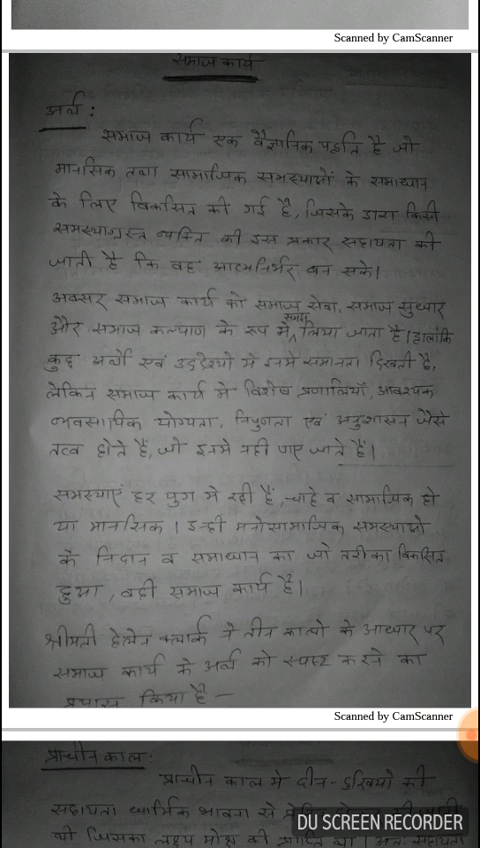 Scanned by CamScanner
समाज कार्य
अर्थ :
समाज कार्य एक वैज्ञानिक पद्धति है जो
मानसिक तथा सामाजिक समस्याओं के समाधान
के लिए विकसित की गई है, जिसके द्वारा किसी
समस्याग्रस्त व्यक्ति की इस प्रकार सहायता की
जाती है कि वह आत्मनिर्भर बन सके।
अक्सर समाज कार्य को समाज सेवा, समाज सुधार
और समाज कल्याण के रूप में समझ लिया जाता है। हालांकि
कुछ अर्थो एवं उद्देश्यो मे इनमे समानता दिखती है,
लेकिन समाज कार्य मे विशेष प्रणालियाँ, आवश्यक
व्यवसायिक योग्यता, निपुणता एवं अनुशासन जैसे
तत्व होते हैं, जो इनमे नही पाए जाते हैं।
समस्याएं हर युग मे रही हैं, चाहे व सामाजिक हो
या मानसिक। इन्ही मनोसामाजिक समस्याओ
के निदान व समाधान का जो तरीका विकसित
हुआ, वही समाज कार्य है।
श्रीमती हेलेन क्लार्क ने तीन कालो के आधार पर
समाज कार्य के अर्थ को स्पष्ट करने का
प्रयास किया है –
Scanned by CamScanner
प्राचीन काल:
प्राचीन काल मे दीन-दुखियो की
सहायता धार्मिक भावना से
थी जिसका लक्ष्य मोक्ष की प्राप्ति था।
DU SCREEN RECORDER